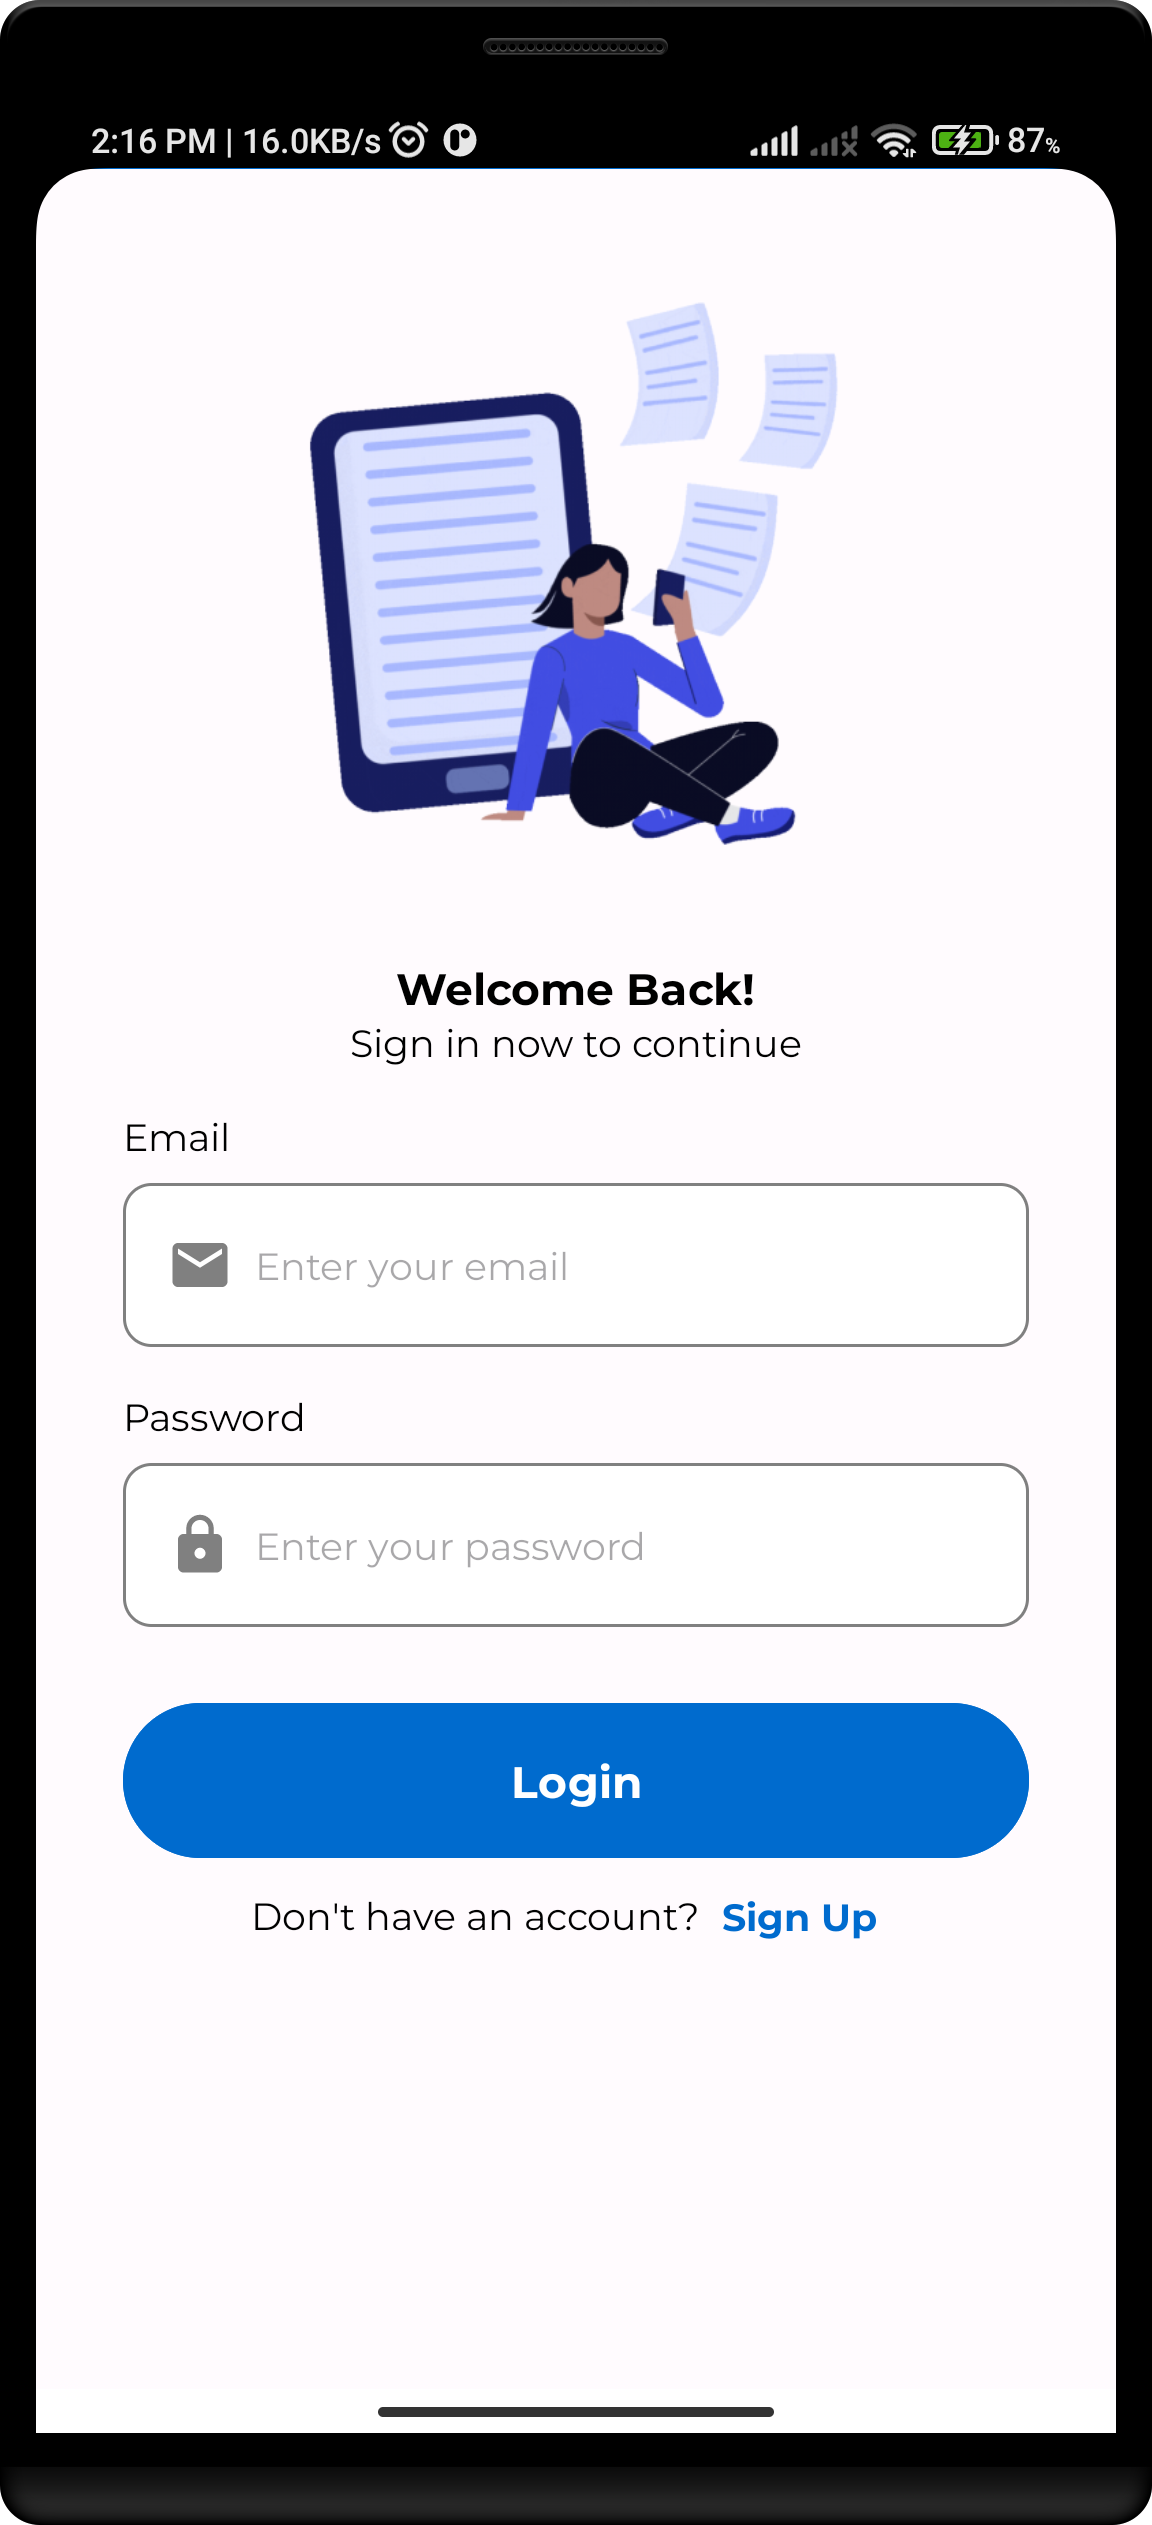 2:16 PM | 16.0KB/s 87%
Welcome Back!
Sign in now to continue
Email
Enter your email
Password
Enter your password
Login
Don't have an account? Sign Up